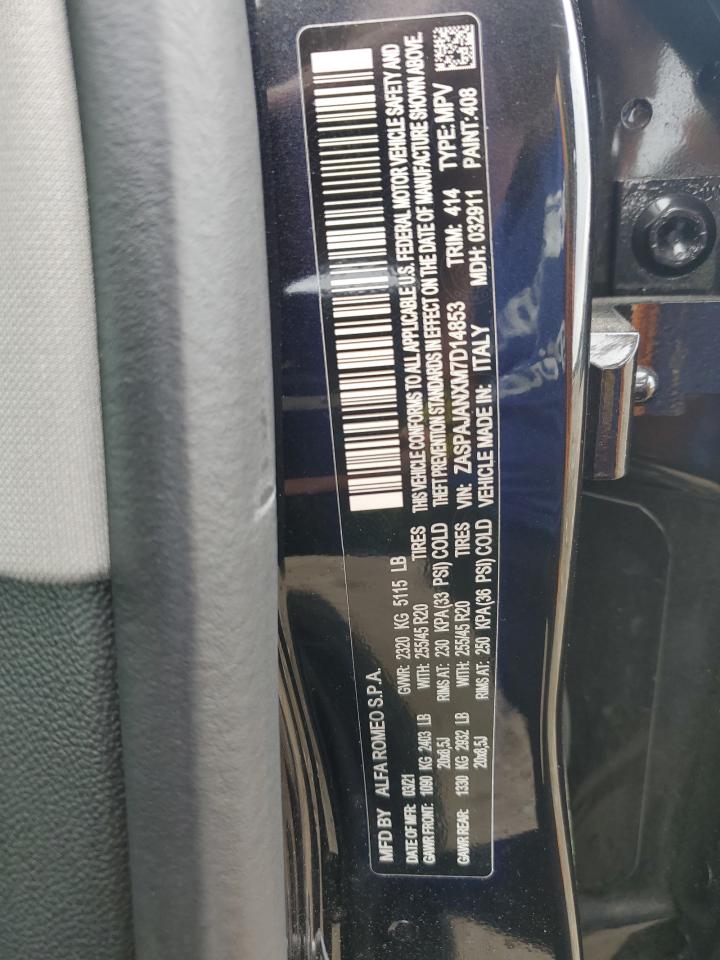 MFD BY ALFA ROMEO S.P.A.
DATE OF MFR: 03/21 GVWR: 2320 KG 5115 LB
GAWR FRONT: 1090 KG 2403 LB WITH: 255/45 R20 TIRES
20x8,5J RIMS AT: 230 KPA(33 PSI) COLD
GAWR REAR: 1330 KG 2932 LB WITH: 255/45 R20 TIRES
20x8,5J RIMS AT: 250 KPA(36 PSI) COLD
THIS VEHICLE CONFORMS TO ALL APPLICABLE U.S. FEDERAL MOTOR VEHICLE SAFETY AND
THEFT PREVENTION STANDARDS IN EFFECT ON THE DATE OF MANUFACTURE SHOWN ABOVE.
VIN: ZASPAJANXM7D14853 TRIM: 414 TYPE: MPV
VEHICLE MADE IN: ITALY MDH: 032911 PAINT: 408